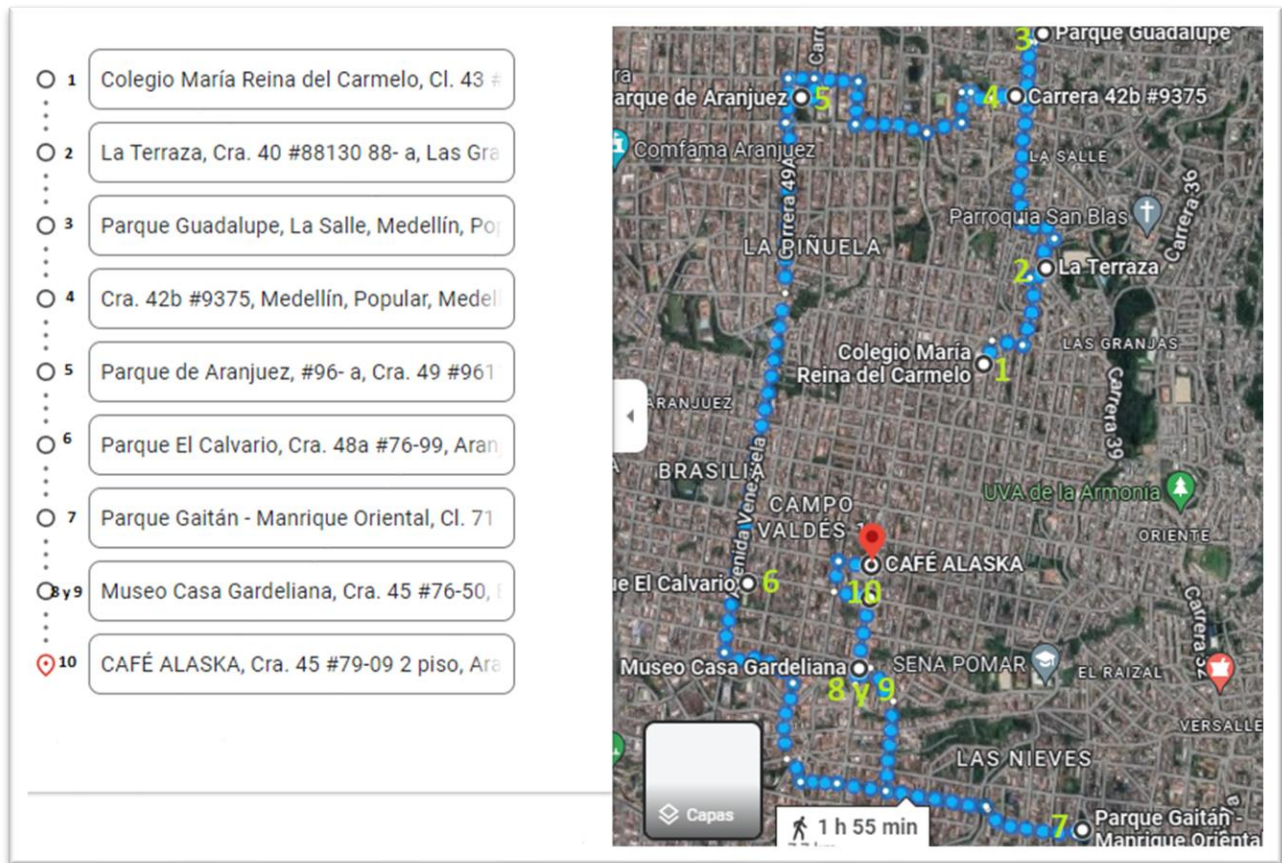 1 Colegio María Reina del Carmelo, Cl. 43 #
2 La Terraza, Cra. 40 #88130 88- a, Las Gra
3 Parque Guadalupe, La Salle, Medellín, Po
4 Cra. 42b #9375, Medellín, Popular, Medel
5 Parque de Aranjuez, #96- a, Cra. 49 #961
6 Parque El Calvario, Cra. 48a #76-99, Aran
7 Parque Gaitán - Manrique Oriental, Cl. 71
8 y 9 Museo Casa Gardeliana, Cra. 45 #76-50,
10 CAFÉ ALASKA, Cra. 45 #79-09 2 piso, Ara
3 Parque Guadalupe
Carr
ra
arque de Aranjuez 5
4 Carrera 42b #9375
Comfama Aranjuez
LA SALLE
Carrera 49A
Carrera 36
Parroquia San Blas
LA PIÑUELA
2 La Terraza
Colegio María
Reina del Carmelo 1
LAS GRANJAS
Carrera 39
ARANJUEZ
BRASILIA
Avenida Venezuela
CAMPO
VALDÉS 1
UVA de la Armonía
ORIENTE
CAFÉ ALASKA
10
ue El Calvario 6
Carrera 32
Museo Casa Gardeliana
8 y 9
SENA POMAR
EL RAIZAL
VERSALLE
LAS NIEVES
Capas
1 h 55 min
7 Parque Gaitán -
Manrique Oriental